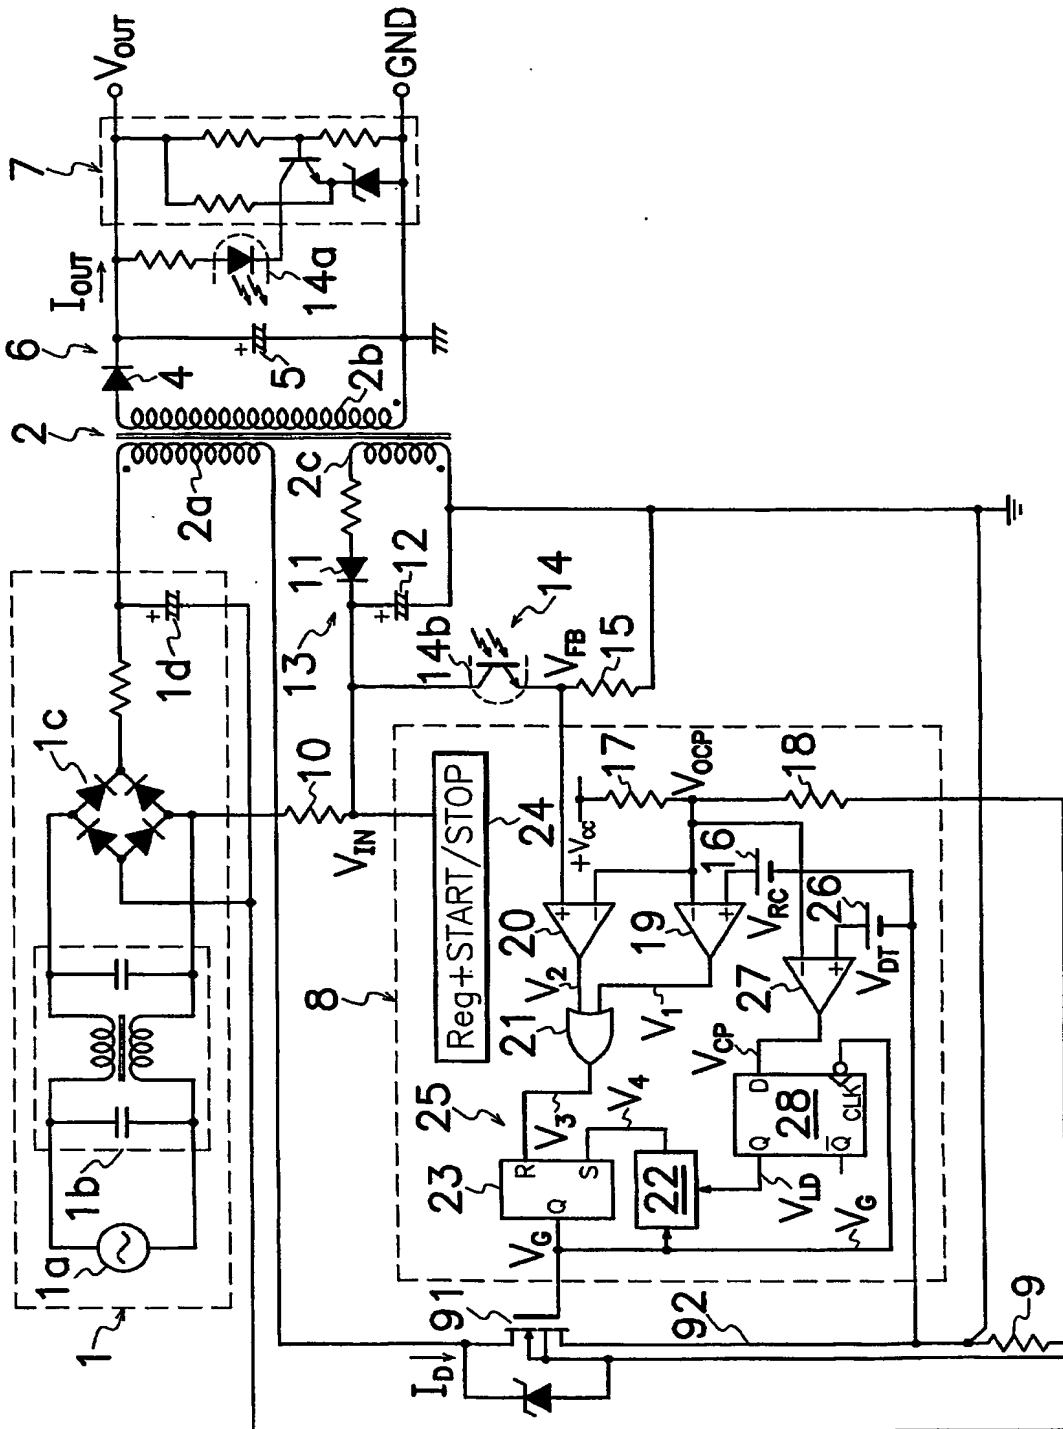 1
1a
1b
1c
1d
2
2a
2b
2c
4
5
6
I_OUT
7
V_OUT
GND
14a
10
V_IN
13
11
12
14
14b
V_FB
15
8
Reg+START/STOP
24
+V_CC
17
V_OCP
18
16
V_RC
26
V_DT
20
19
27
V_2
21
V_1
V_CP
V_3
25
V_4
23
R
S
Q
22
28
D
Q
Q̅
CLK
V_LD
V_G
V_G
91
92
I_D
9